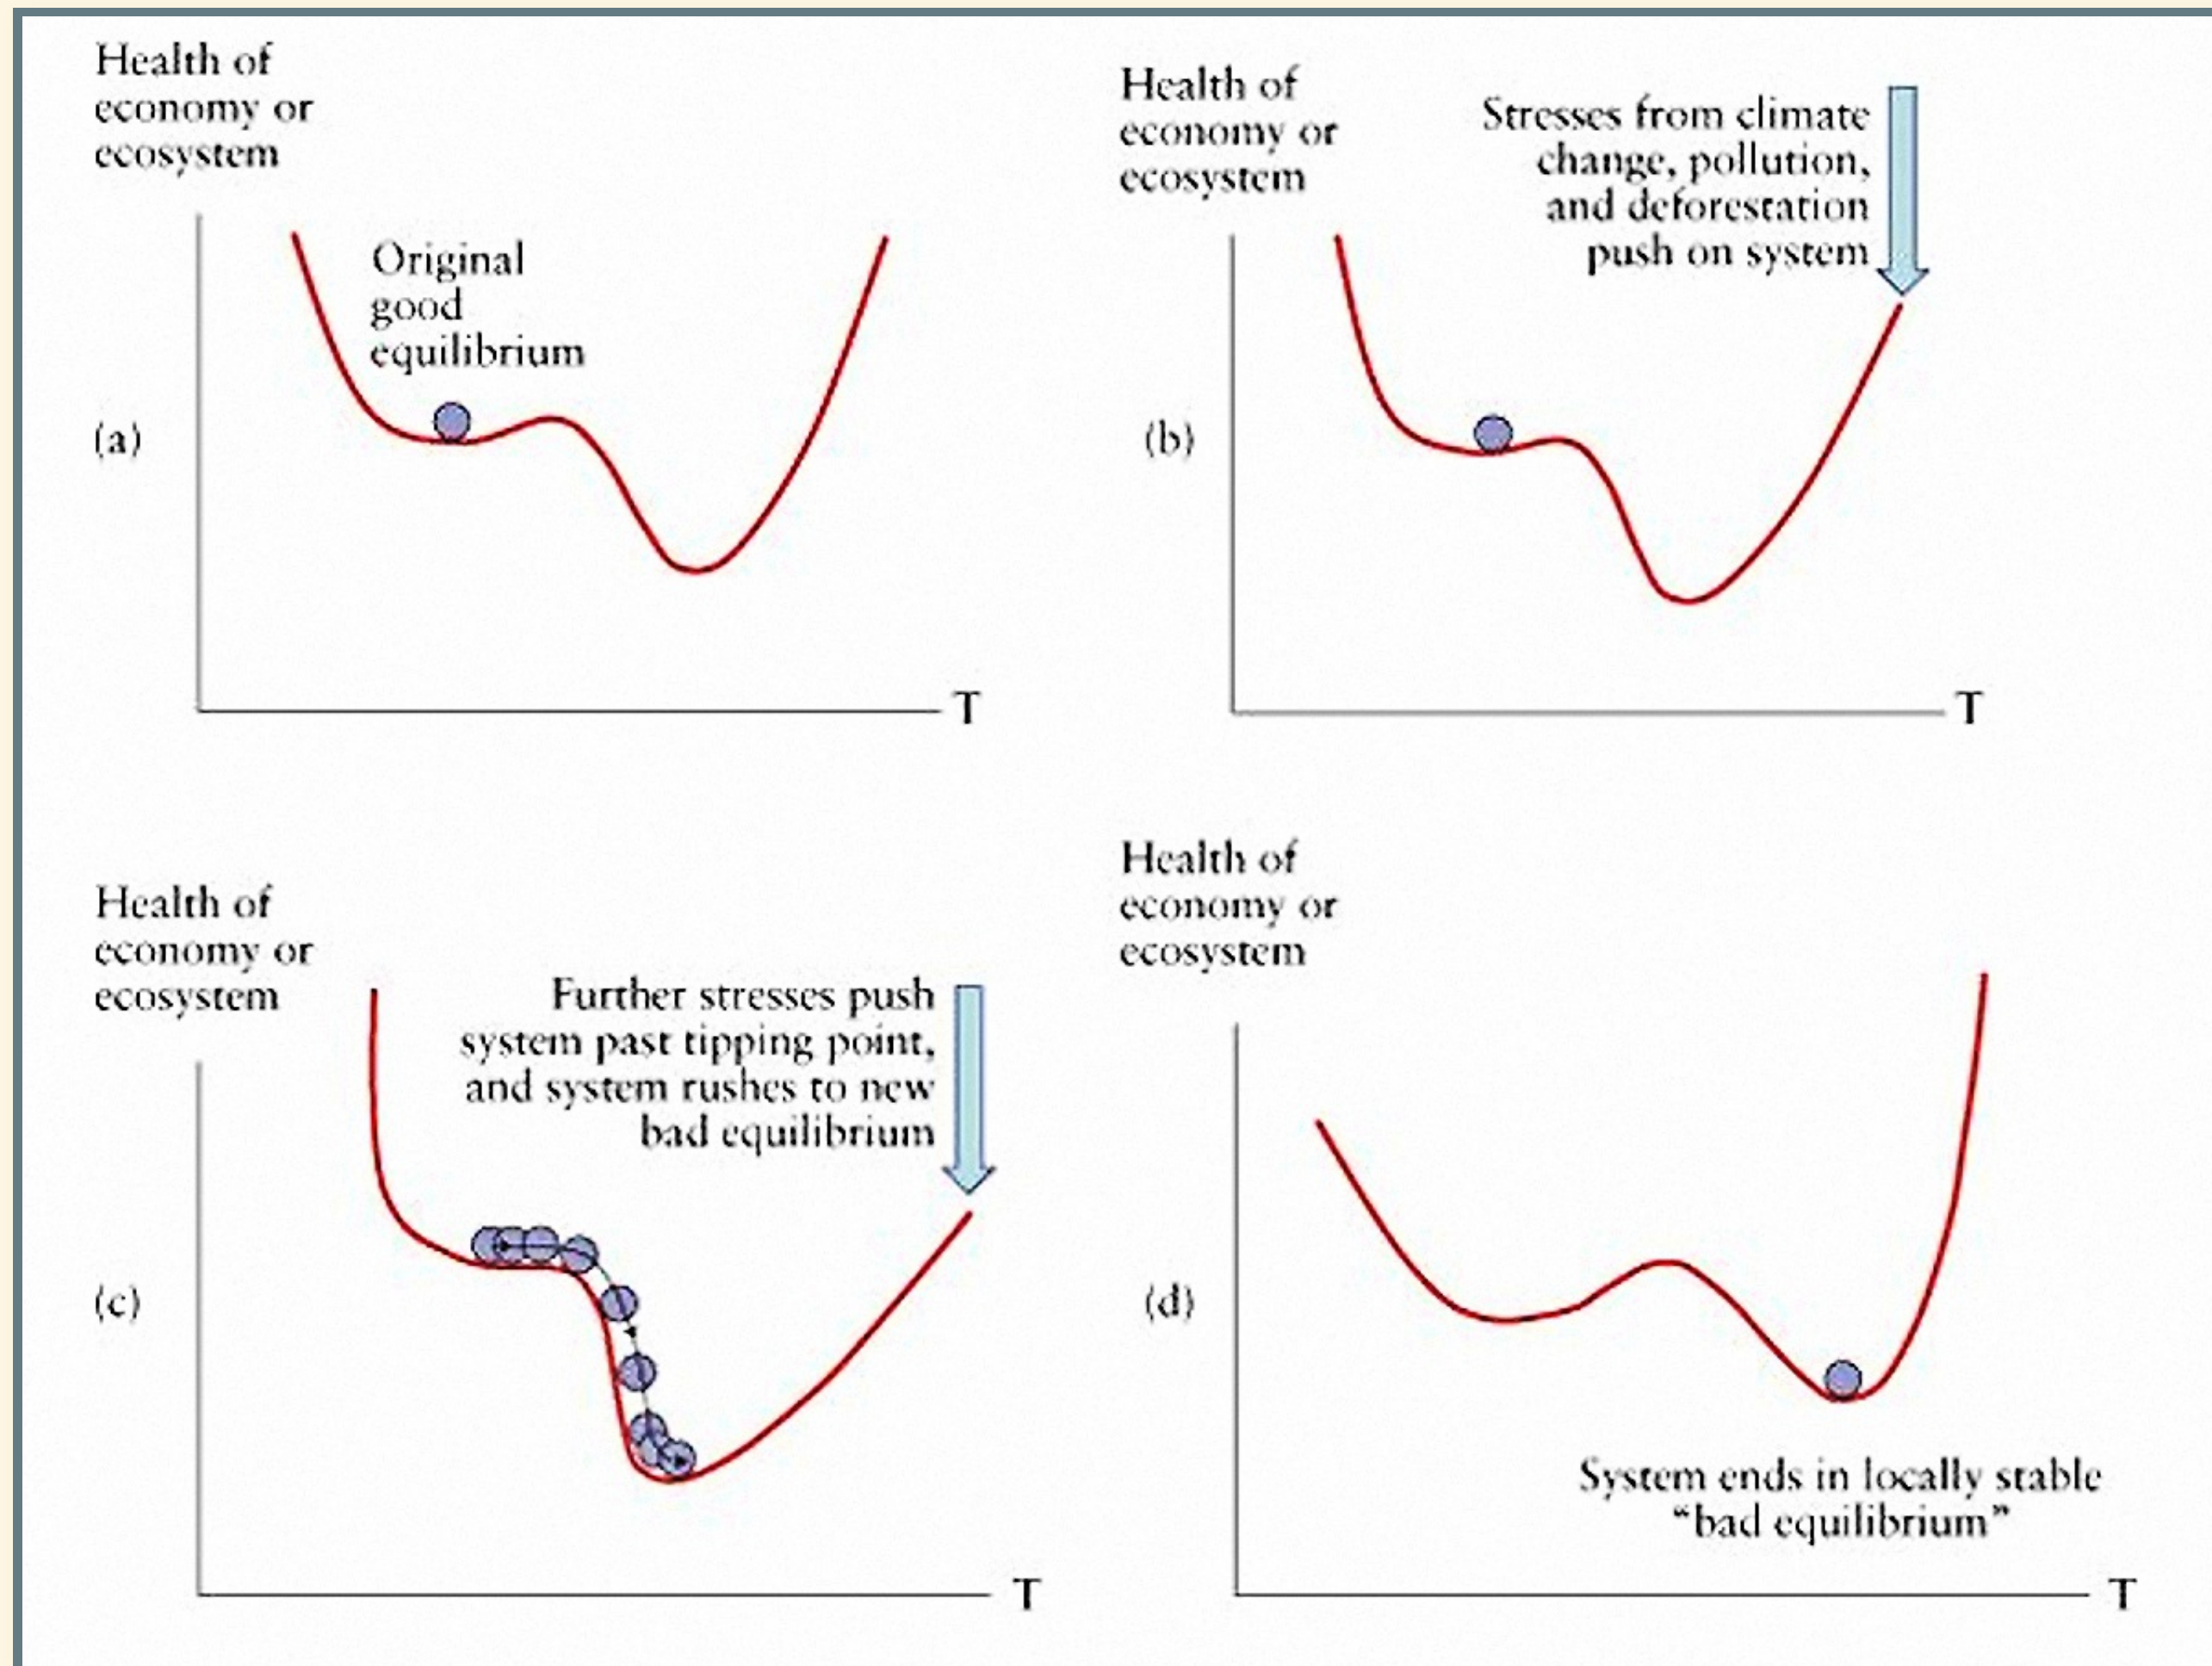 Health of
economy or
ecosystem
Original
good
equilibrium
(a)
T
Health of
economy or
ecosystem
Stresses from climate
change, pollution,
and deforestation
push on system
(b)
T
Health of
economy or
ecosystem
Further stresses push
system past tipping point,
and system rushes to new
bad equilibrium
(c)
T
Health of
economy or
ecosystem
(d)
System ends in locally stable
“bad equilibrium”
T